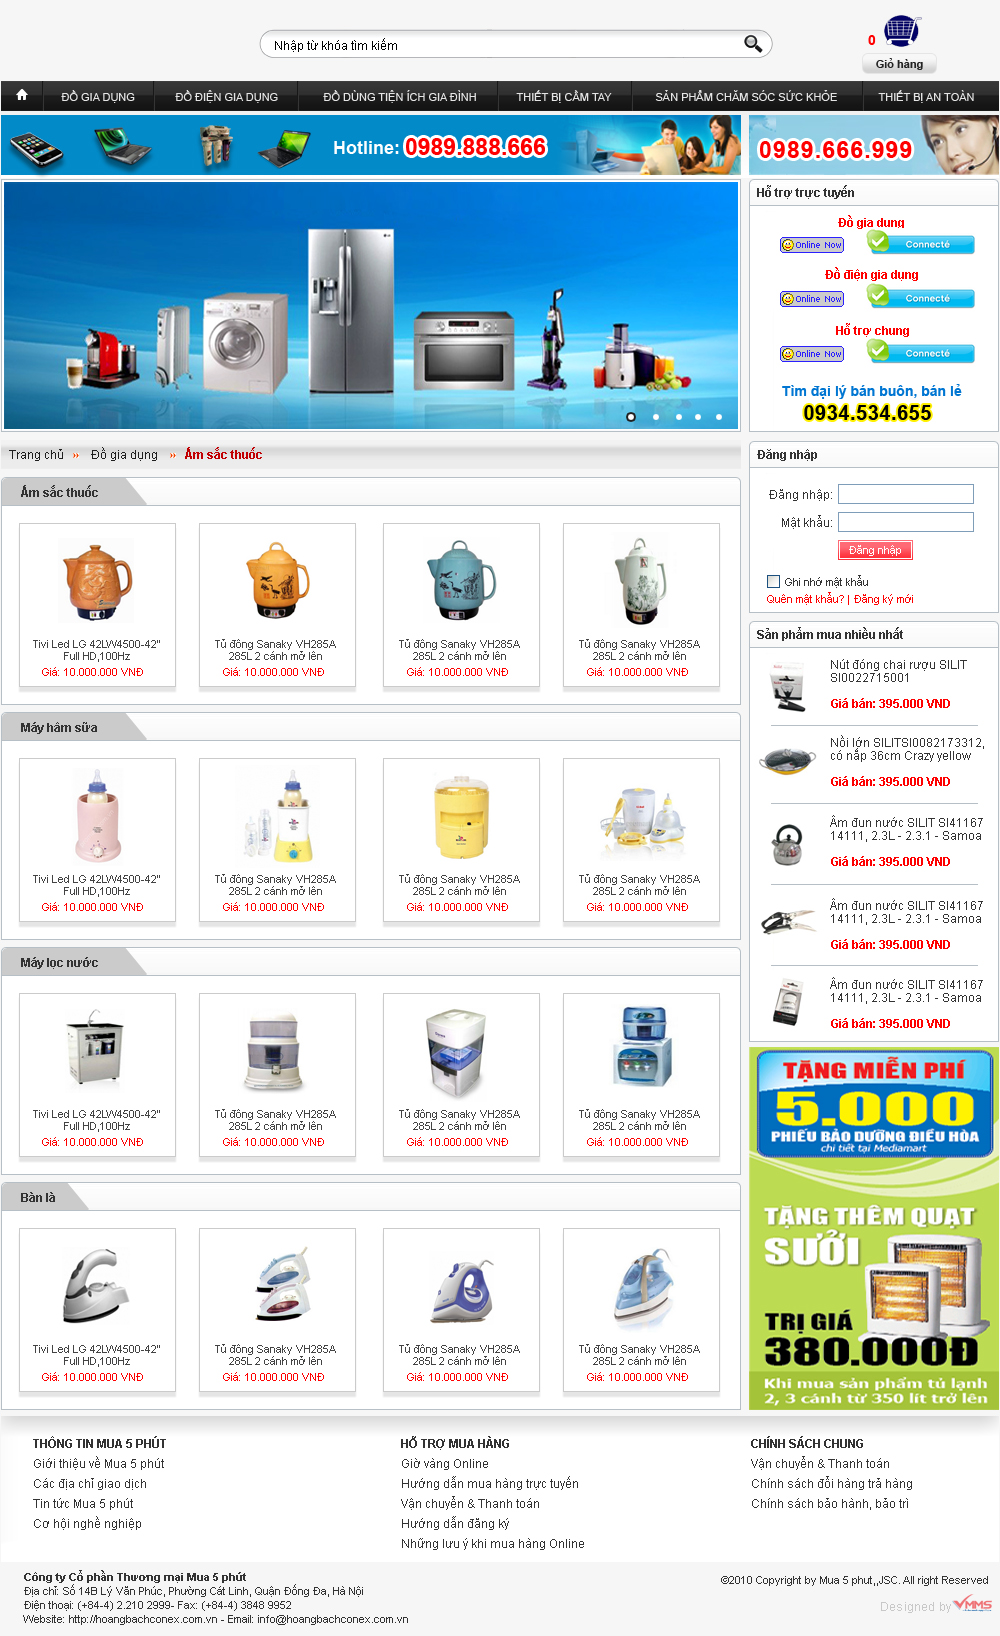 Nhập từ khóa tìm kiếm
0
Giỏ hàng
ĐỒ GIA DỤNG ĐỒ ĐIỆN GIA DỤNG ĐỒ DÙNG TIỆN ÍCH GIA ĐÌNH THIẾT BỊ CẦM TAY SẢN PHẨM CHĂM SÓC SỨC KHỎE THIẾT BỊ AN TOÀN
Hotline: 0989.888.666
0989.666.999
Hỗ trợ trực tuyến
Đồ gia dụng
Online Now Connecté
Đồ điện gia dụng
Online Now Connecté
Hỗ trợ chung
Online Now Connecté
Tìm đại lý bán buôn, bán lẻ
0934.534.655
Trang chủ » Đồ gia dụng » Ấm sắc thuốc
Đăng nhập
Đăng nhập:
Mật khẩu:
Đăng nhập
Ghi nhớ mật khẩu
Quên mật khẩu? | Đăng ký mới
Ấm sắc thuốc
Tivi Led LG 42LW4500-42"
Full HD,100Hz
Giá: 10.000.000 VNĐ
Tủ đông Sanaky VH285A
285L 2 cánh mở lên
Giá: 10.000.000 VNĐ
Tủ đông Sanaky VH285A
285L 2 cánh mở lên
Giá: 10.000.000 VNĐ
Tủ đông Sanaky VH285A
285L 2 cánh mở lên
Giá: 10.000.000 VNĐ
Máy hâm sữa
Tivi Led LG 42LW4500-42"
Full HD,100Hz
Giá: 10.000.000 VNĐ
Tủ đông Sanaky VH285A
285L 2 cánh mở lên
Giá: 10.000.000 VNĐ
Tủ đông Sanaky VH285A
285L 2 cánh mở lên
Giá: 10.000.000 VNĐ
Tủ đông Sanaky VH285A
285L 2 cánh mở lên
Giá: 10.000.000 VNĐ
Máy lọc nước
Tivi Led LG 42LW4500-42"
Full HD,100Hz
Giá: 10.000.000 VNĐ
Tủ đông Sanaky VH285A
285L 2 cánh mở lên
Giá: 10.000.000 VNĐ
Tủ đông Sanaky VH285A
285L 2 cánh mở lên
Giá: 10.000.000 VNĐ
Tủ đông Sanaky VH285A
285L 2 cánh mở lên
Giá: 10.000.000 VNĐ
Bàn là
Tivi Led LG 42LW4500-42"
Full HD,100Hz
Giá: 10.000.000 VNĐ
Tủ đông Sanaky VH285A
285L 2 cánh mở lên
Giá: 10.000.000 VNĐ
Tủ đông Sanaky VH285A
285L 2 cánh mở lên
Giá: 10.000.000 VNĐ
Tủ đông Sanaky VH285A
285L 2 cánh mở lên
Giá: 10.000.000 VNĐ
Sản phẩm mua nhiều nhất
Nút đóng chai rượu SILIT
SI0022715001
Giá bán: 395.000 VND
Nồi lớn SILITSI0082173312,
có nắp 36cm Crazy yellow
Giá bán: 395.000 VND
Ấm đun nước SILIT SI41167
14111, 2.3L - 2.3.1 - Samoa
Giá bán: 395.000 VND
Ấm đun nước SILIT SI41167
14111, 2.3L - 2.3.1 - Samoa
Giá bán: 395.000 VND
Ấm đun nước SILIT SI41167
14111, 2.3L - 2.3.1 - Samoa
Giá bán: 395.000 VND
TẶNG MIỄN PHÍ
5.000
PHIẾU BẢO DƯỠNG ĐIỀU HÒA
chi tiết tại Mediamart
TẶNG THÊM QUẠT
SƯỞI
TRỊ GIÁ
380.000Đ
Khi mua sản phẩm tủ lạnh
2, 3 cánh từ 350 lít trở lên
THÔNG TIN MUA 5 PHÚT
Giới thiệu về Mua 5 phút
Các địa chỉ giao dịch
Tin tức Mua 5 phút
Cơ hội nghề nghiệp
HỖ TRỢ MUA HÀNG
Giờ vàng Online
Hướng dẫn mua hàng trực tuyến
Vận chuyển & Thanh toán
Hướng dẫn đăng ký
Những lưu ý khi mua hàng Online
CHÍNH SÁCH CHUNG
Vận chuyển & Thanh toán
Chính sách đổi hàng trả hàng
Chính sách bảo hành, bảo trì
Công ty Cổ phần Thương mại Mua 5 phút
Địa chỉ: Số 14B Lý Văn Phúc, Phường Cát Linh, Quận Đống Đa, Hà Nội
Điện thoại: (+84-4) 2.210 2999- Fax: (+84-4) 3848 9952
Website: http://hoangbachconex.com.vn - Email: info@hoangbachconex.com.vn
©2010 Copyright by Mua 5 phut,,JSC. All right Reserved
Designed by VMMS